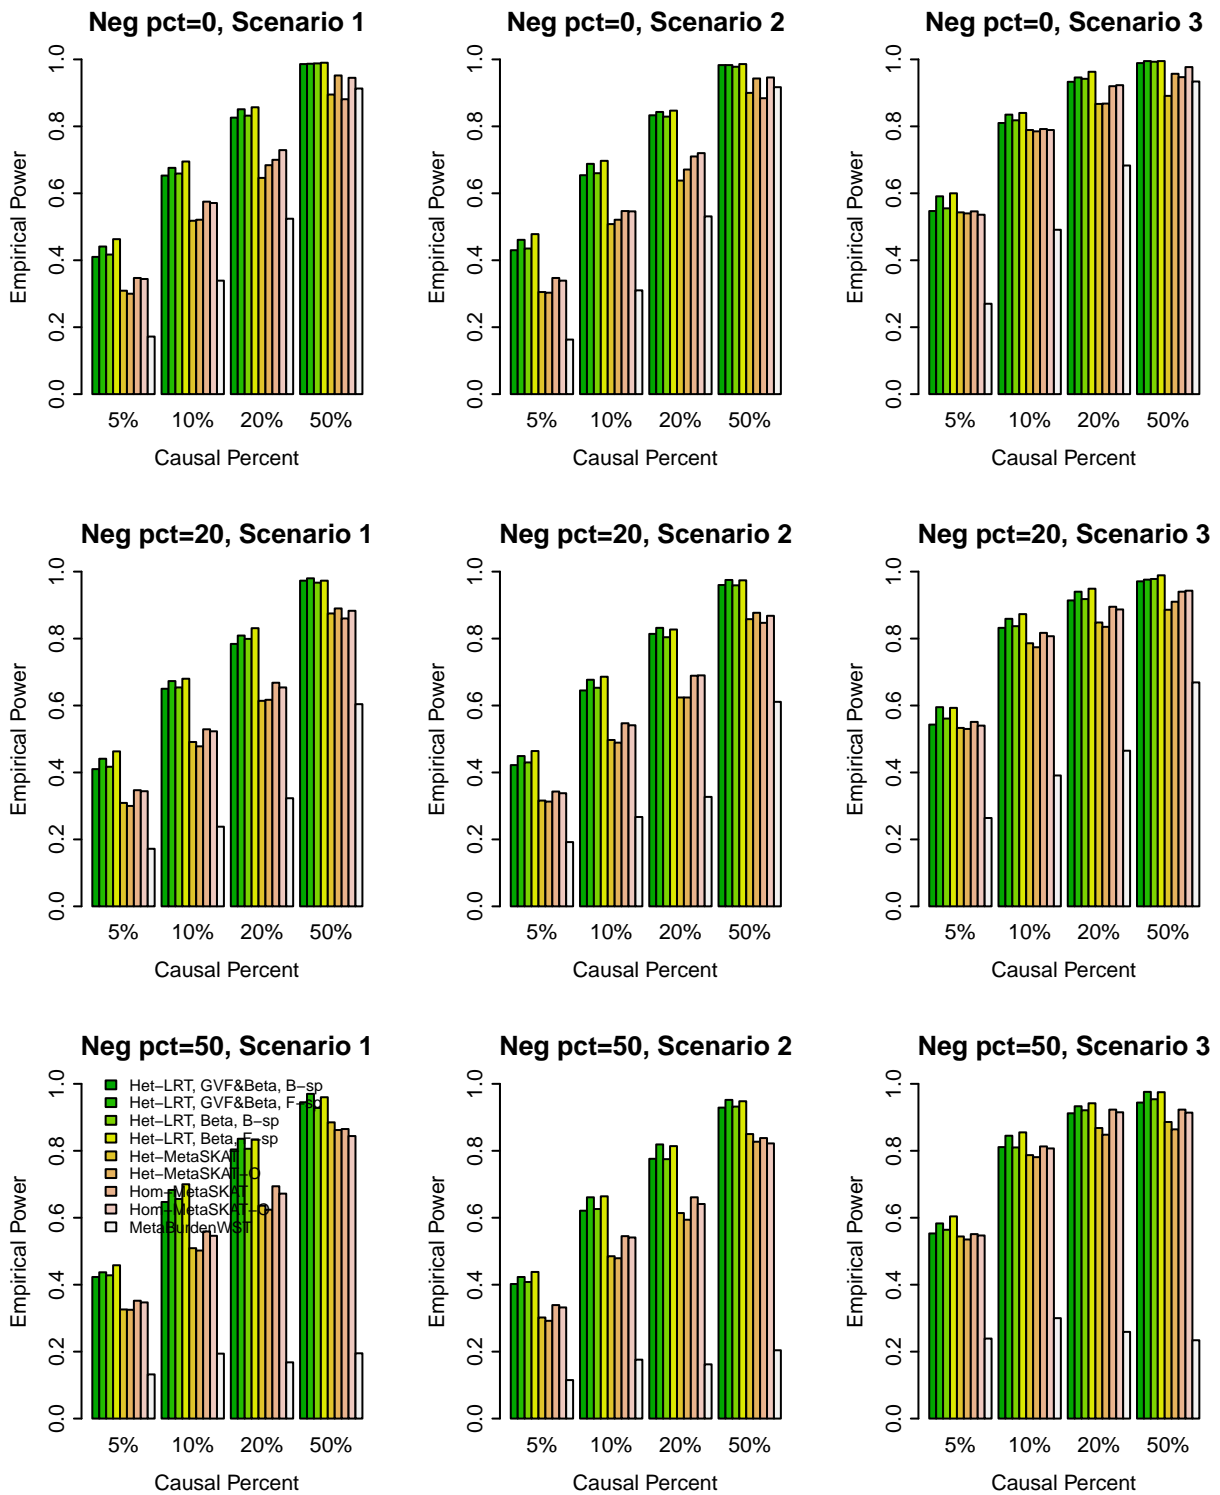 Neg pct=0, Scenario 1
Empirical Power
0.0 0.2 0.4 0.6 0.8 1.0
5% 10% 20% 50%
Causal Percent
Neg pct=0, Scenario 2
Empirical Power
0.0 0.2 0.4 0.6 0.8 1.0
5% 10% 20% 50%
Causal Percent
Neg pct=0, Scenario 3
Empirical Power
0.0 0.2 0.4 0.6 0.8 1.0
5% 10% 20% 50%
Causal Percent
Neg pct=20, Scenario 1
Empirical Power
0.0 0.2 0.4 0.6 0.8 1.0
5% 10% 20% 50%
Causal Percent
Neg pct=20, Scenario 2
Empirical Power
0.0 0.2 0.4 0.6 0.8 1.0
5% 10% 20% 50%
Causal Percent
Neg pct=20, Scenario 3
Empirical Power
0.0 0.2 0.4 0.6 0.8 1.0
5% 10% 20% 50%
Causal Percent
Neg pct=50, Scenario 1
Empirical Power
0.0 0.2 0.4 0.6 0.8 1.0
Het−LRT, GVF&Beta, B−sp
Het−LRT, GVF&Beta, F−sp
Het−LRT, Beta, B−sp
Het−LRT, Beta, F−sp
Het−MetaSKAT
Het−MetaSKAT−O
Hom−MetaSKAT
Hom−MetaSKAT−O
MetaBurdenWST
5% 10% 20% 50%
Causal Percent
Neg pct=50, Scenario 2
Empirical Power
0.0 0.2 0.4 0.6 0.8 1.0
5% 10% 20% 50%
Causal Percent
Neg pct=50, Scenario 3
Empirical Power
0.0 0.2 0.4 0.6 0.8 1.0
5% 10% 20% 50%
Causal Percent